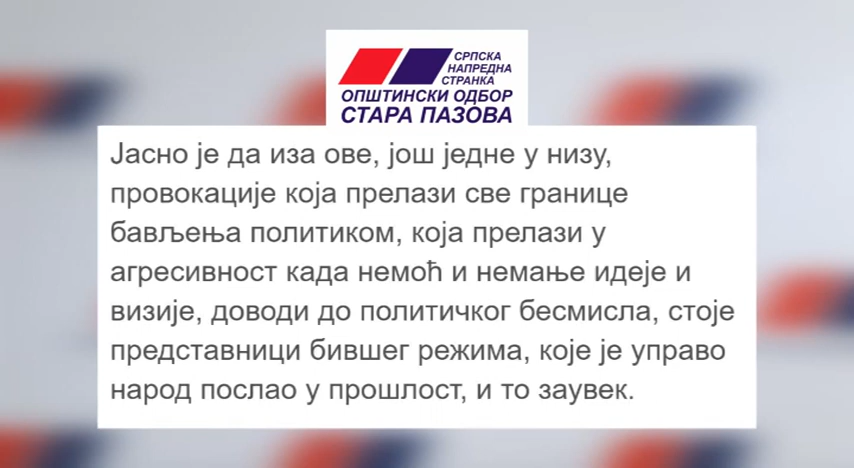 СРПСКА
НАПРЕДНА
СТРАНКА
ОПШТИНСКИ ОДБОР
СТАРА ПАЗОВА
Јасно је да иза ове, још једне у низу,
провокације која прелази све границе
бављења политиком, која прелази у
агресивност када немоћ и немање идеје и
визије, доводи до политичког бесмисла, стоје
представници бившег режима, које је управо
народ послао у прошлост, и то заувек.